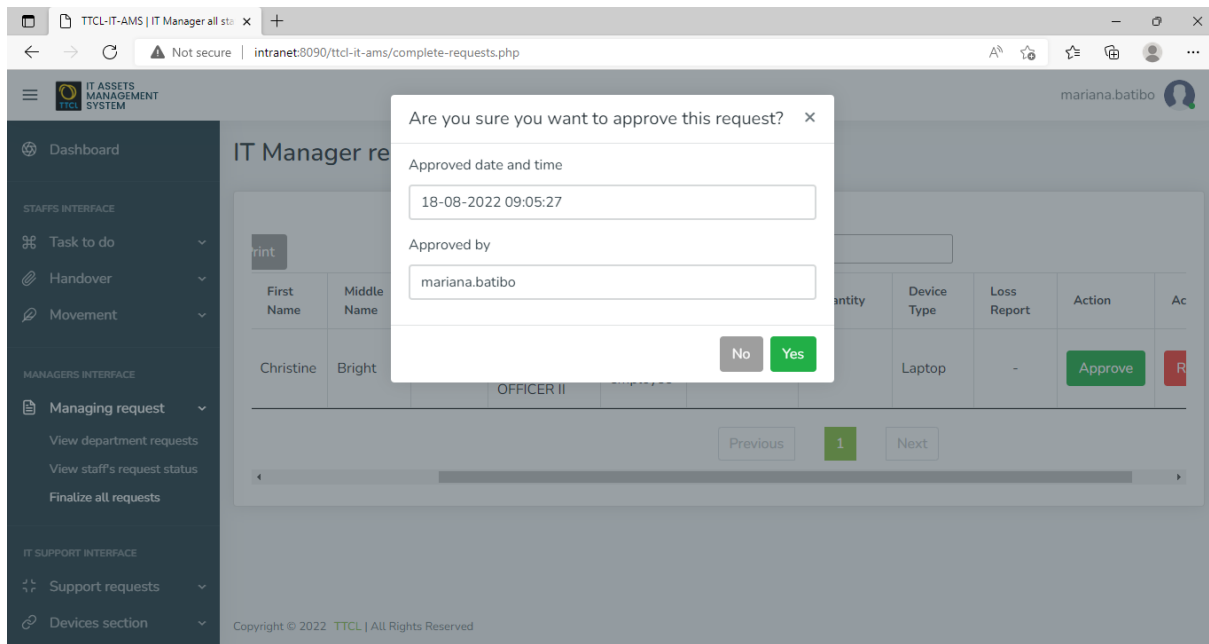 TTCL-IT-AMS | IT Manager all sta
Not secure | intranet:8090/ttcl-it-ams/complete-requests.php
TTCL
IT ASSETS
MANAGEMENT
SYSTEM
mariana.batibo
Dashboard
STAFFS INTERFACE
Task to do
Handover
Movement
MANAGERS INTERFACE
Managing request
View department requests
View staff's request status
Finalize all requests
IT SUPPORT INTERFACE
Support requests
Devices section
IT Manager re
Are you sure you want to approve this request? ×
Approved date and time
18-08-2022 09:05:27
Approved by
mariana.batibo
No Yes
Print
First Name Middle Name antity Device Type Loss Report Action Ac
Christine Bright OFFICER II employee Laptop - Approve R
Previous 1 Next
Copyright © 2022 TTCL | All Rights Reserved